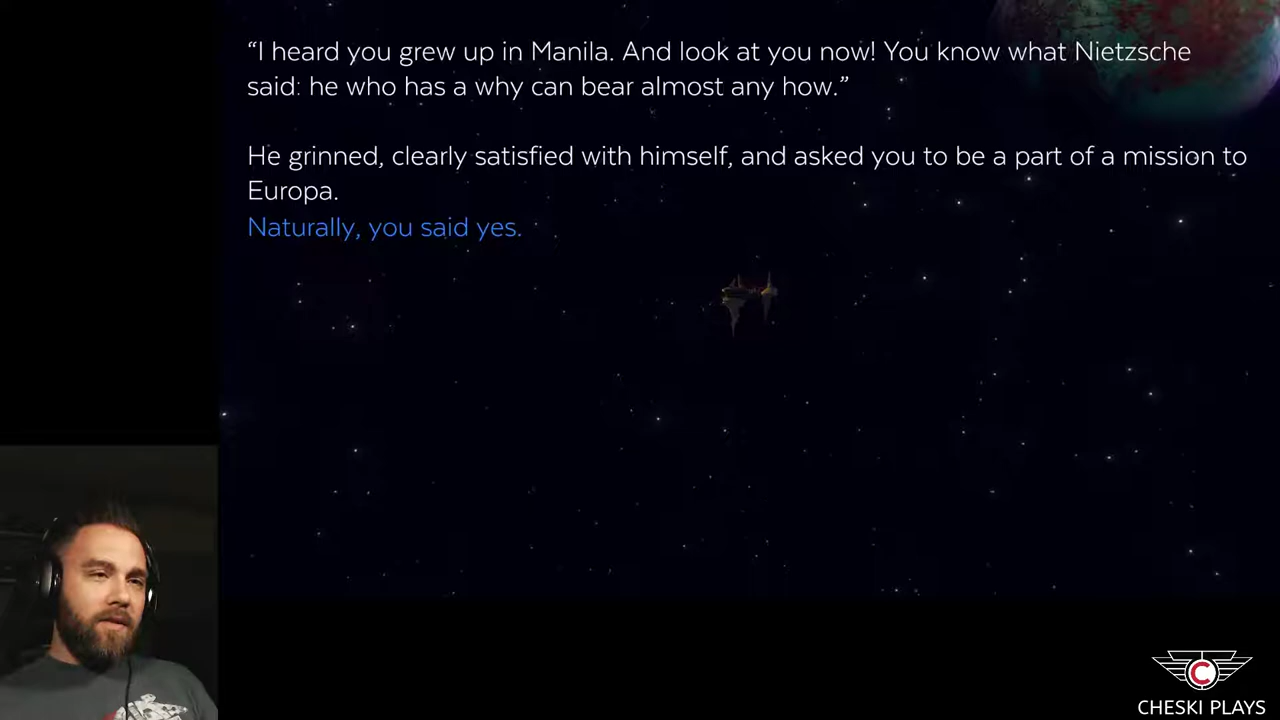 “I heard you grew up in Manila. And look at you now! You know what Nietzsche
said: he who has a why can bear almost any how.”
He grinned, clearly satisfied with himself, and asked you to be a part of a mission to
Europa.
Naturally, you said yes.
C
CHESKI PLAYS